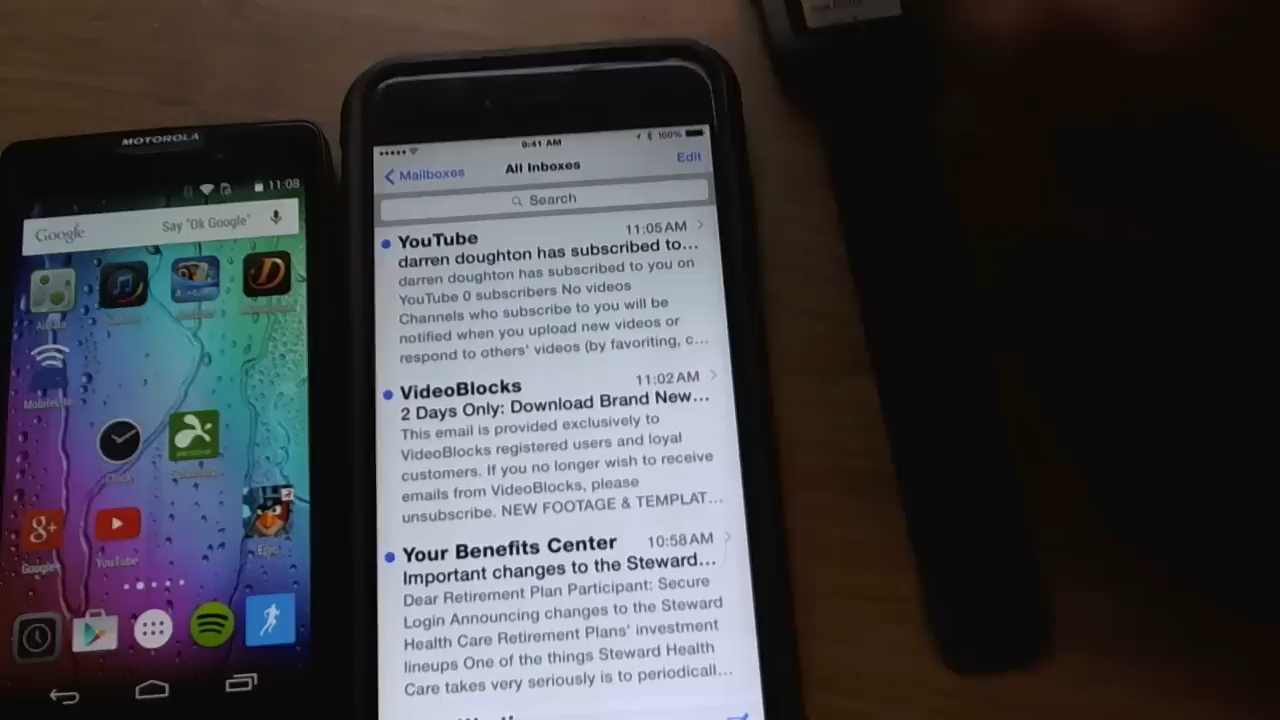 MOTOROLA
11:08
Google
Say "Ok Google"
Clock
Epic
Google+
YouTube
9:41 AM
100%
Mailboxes
All Inboxes
Edit
Search
YouTube
11:05 AM
darren doughton has subscribed to...
darren doughton has subscribed to you on
YouTube 0 subscribers No videos
Channels who subscribe to you will be
notified when you upload new videos or
respond to others' videos (by favoriting, c...
VideoBlocks
11:02 AM
2 Days Only: Download Brand New...
This email is provided exclusively to
VideoBlocks registered users and loyal
customers. If you no longer wish to receive
emails from VideoBlocks, please
unsubscribe. NEW FOOTAGE & TEMPLAT...
Your Benefits Center
10:58 AM
Important changes to the Steward...
Dear Retirement Plan Participant: Secure
Login Announcing changes to the Steward
Health Care Retirement Plans' investment
lineups One of the things Steward Health
Care takes very seriously is to periodicall...